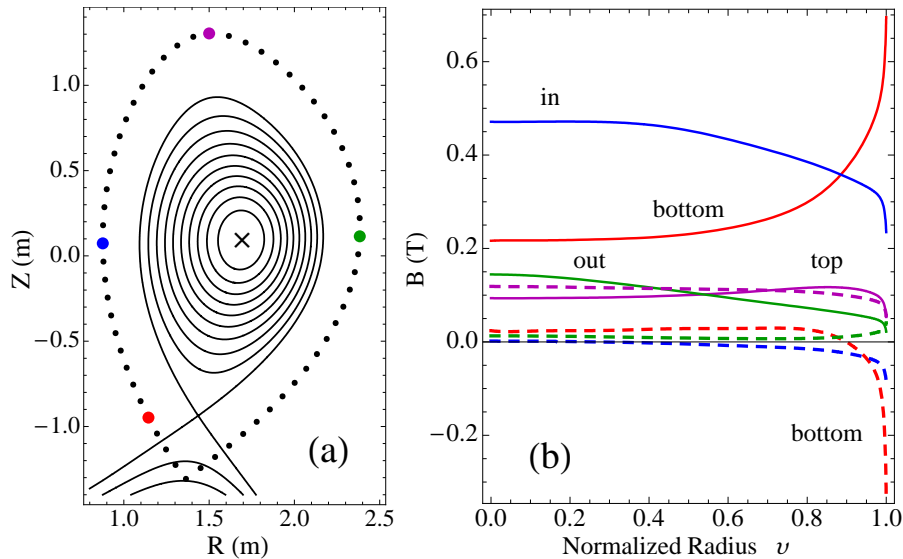 Z (m)
1.0
0.5
0.0
−0.5
−1.0
(a)
1.0
1.5
2.0
2.5
R (m)
B (T)
0.6
0.4
0.2
0.0
−0.2
in
bottom
out
top
bottom
(b)
0.0
0.2
0.4
0.6
0.8
1.0
Normalized Radius υ